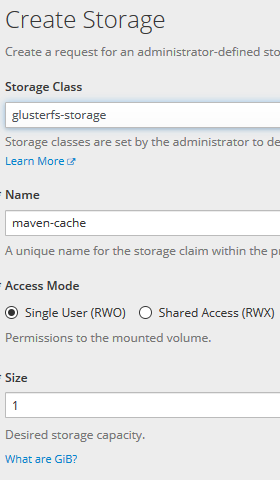 Create Storage
Create a request for an administrator-defined sto
Storage Class
glusterfs-storage
Storage classes are set by the administrator to de
Learn More
* Name
maven-cache
A unique name for the storage claim within the pr
* Access Mode
Single User (RWO) Shared Access (RWX)
Permissions to the mounted volume.
* Size
1
Desired storage capacity.
What are GiB?